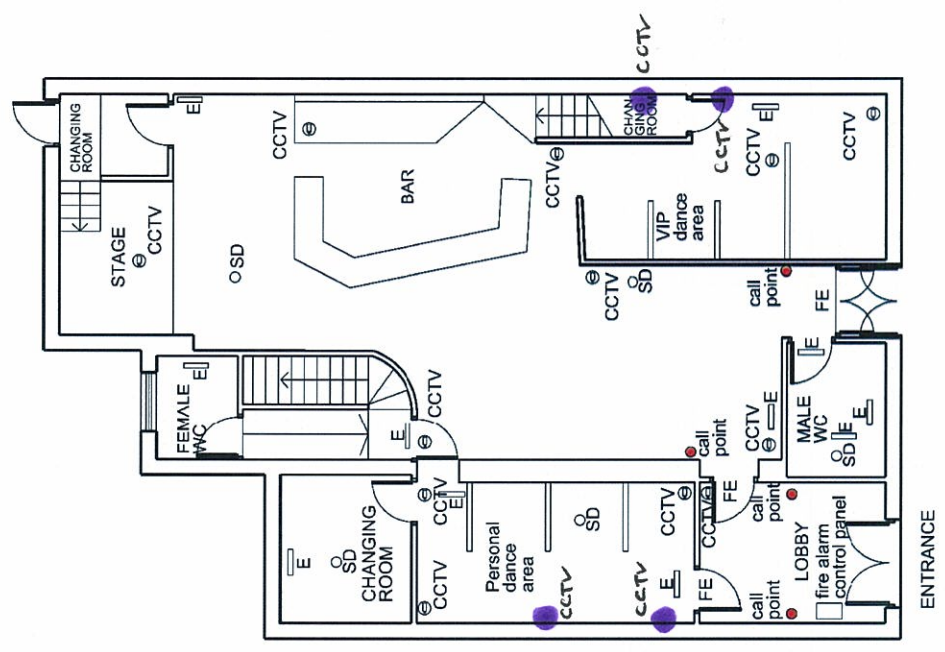 CCTV
CHANGING
ROOM
E
CCTV
CHAN
GING
ROOM
CCTV
E
CCTV
CCTV
STAGE
CCTV
BAR
CCTV
VIP
dance
area
SD
CCTV
SD
call
point
FE
FEMALE
WC
E
CCTV
E
call
point
CCTV
E
E
MALE
WC
E
E
SD
E
SD
CHANGING
ROOM
CCTV
E
CCTV
Personal
dance
area
SD
CCTV
CCTV
FE
call
point
CCTV
CCTV
E
FE
LOBBY
fire alarm
control panel
call
point
ENTRANCE